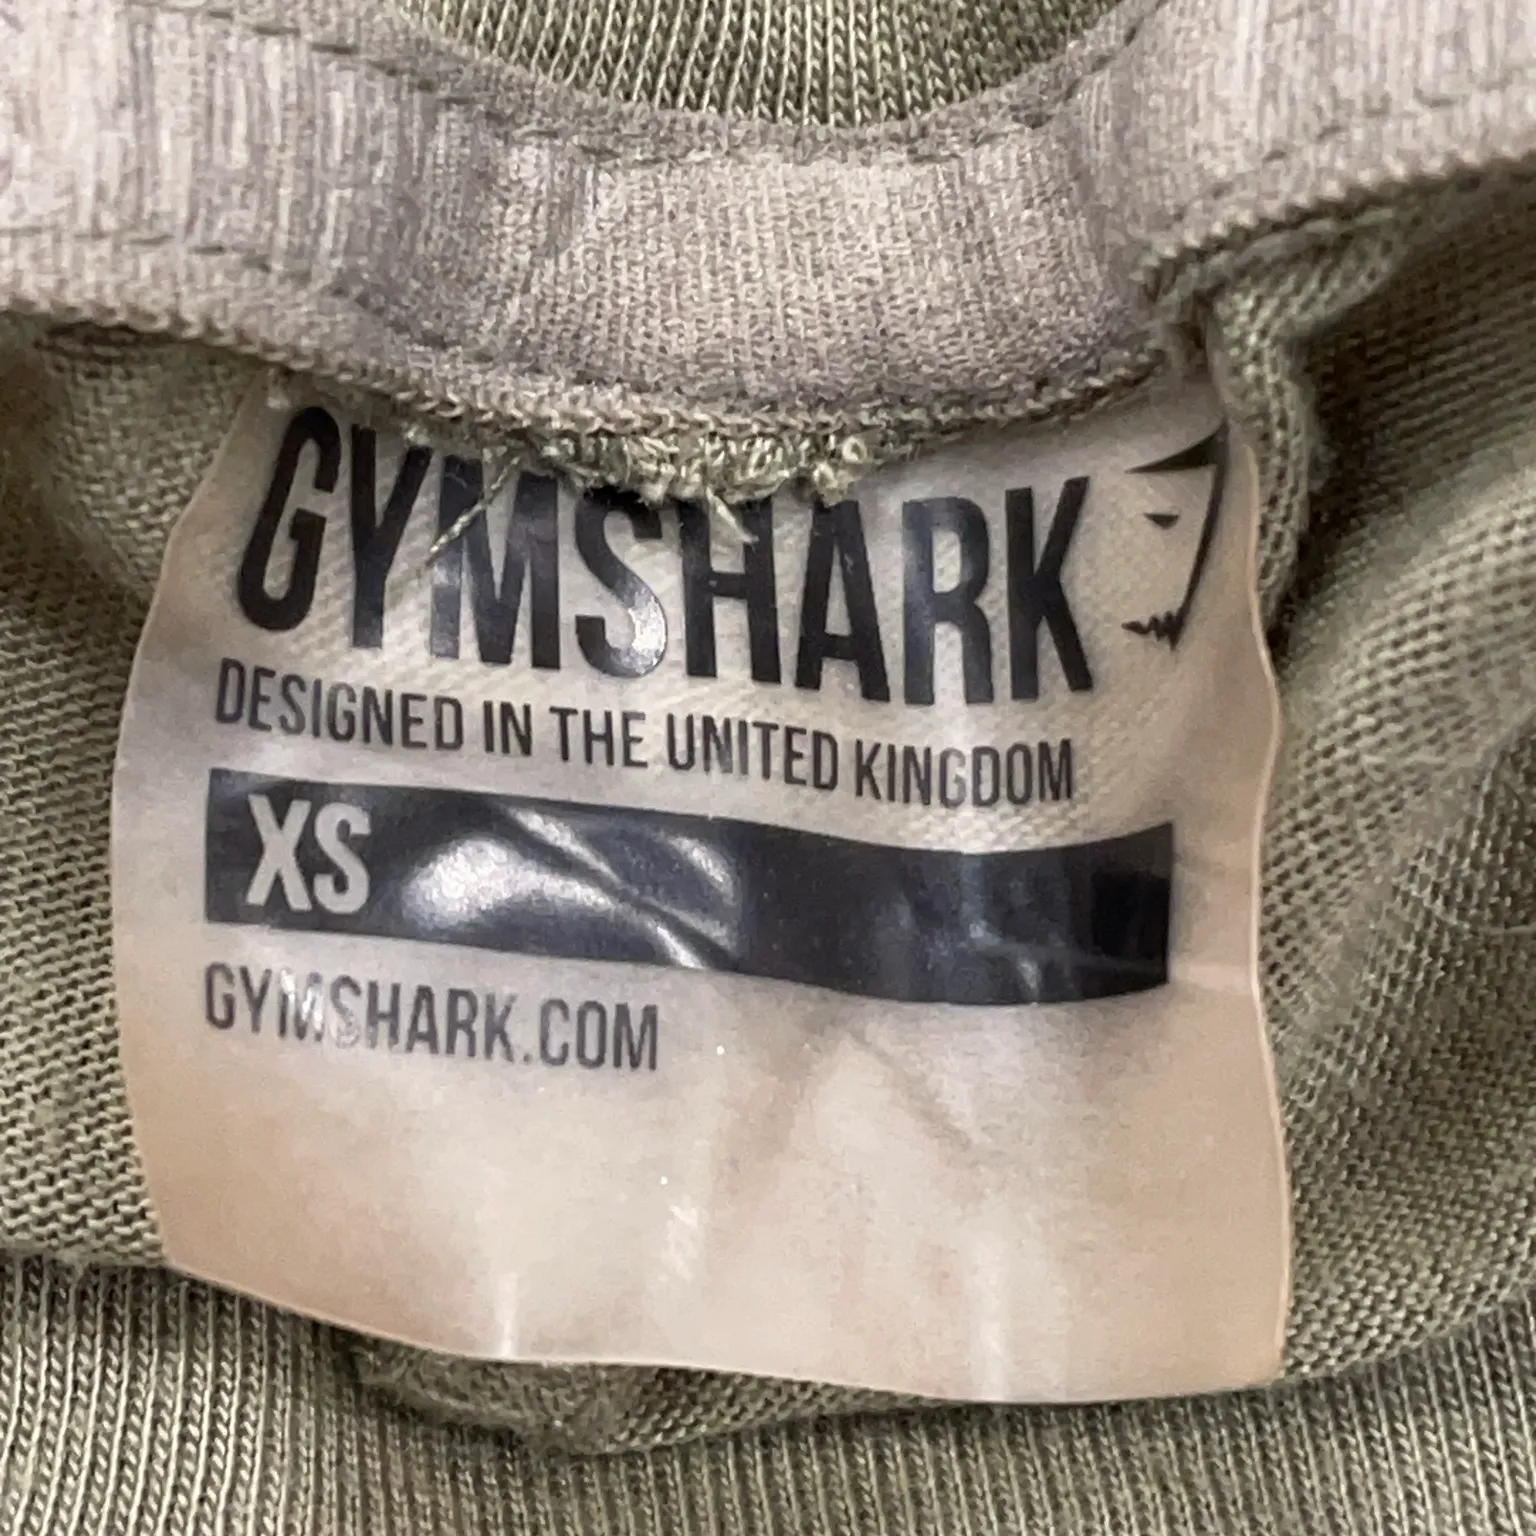 GYMSHARK
DESIGNED IN THE UNITED KINGDOM
XS
GYMSHARK.COM